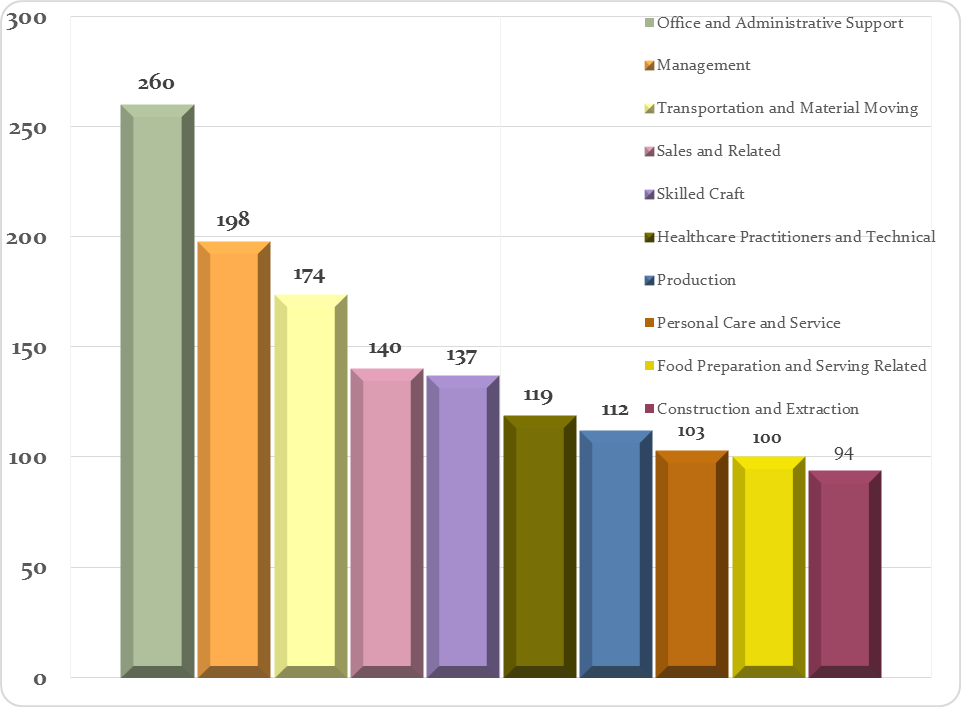 300
250
200
150
100
50
0
260
198
174
140
137
119
112
103
100
94
Office and Administrative Support
Management
Transportation and Material Moving
Sales and Related
Skilled Craft
Healthcare Practitioners and Technical
Production
Personal Care and Service
Food Preparation and Serving Related
Construction and Extraction